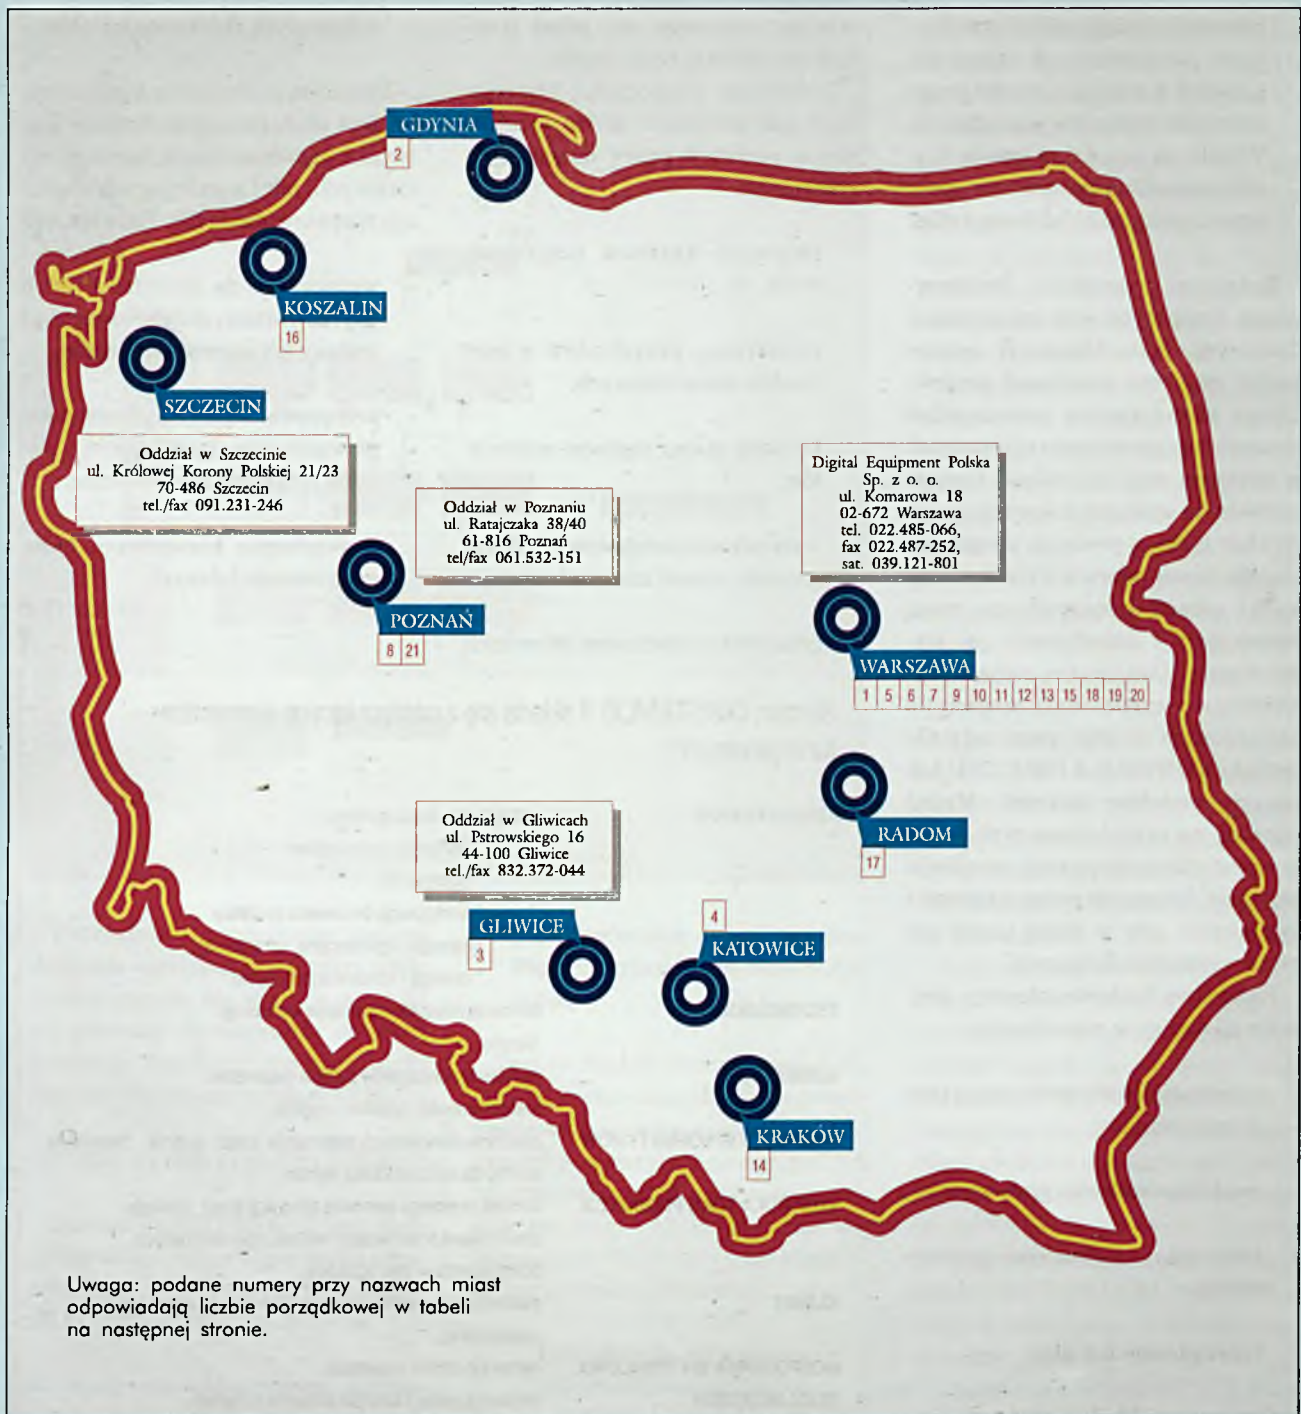 GDYNIA
2
KOSZALIN
16
SZCZECIN
Oddział w Szczecinie
ul. Królowej Korony Polskiej 21/23
70-486 Szczecin
tel./fax 091.231-246
Oddział w Poznaniu
ul. Ratajczaka 38/40
61-816 Poznań
tel/fax 061.532-151
POZNAŃ
8 21
Digital Equipment Polska
Sp. z o. o.
ul. Komarowa 18
02-672 Warszawa
tel. 022.485-066,
fax 022.487-252,
sat. 039.121-801
WARSZAWA
1 5 6 7 9 10 11 12 13 15 18 19 20
RADOM
17
Oddział w Gliwicach
ul. Pstrowskiego 16
44-100 Gliwice
tel./fax 832.372-044
GLIWICE
3
4
KATOWICE
KRAKÓW
14
Uwaga: podane numery przy nazwach miast
odpowiadają liczbie porządkowej w tabeli
na następnej stronie.